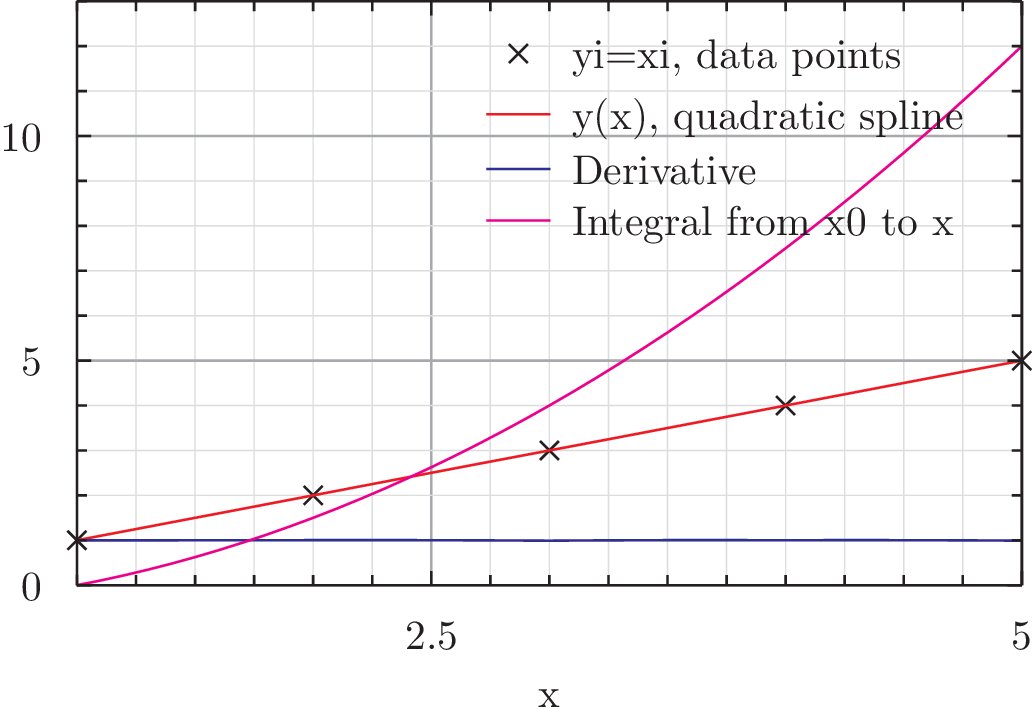 yi=xi, data points
y(x), quadratic spline
Derivative
Integral from x0 to x
10
5
0
2.5
5
x